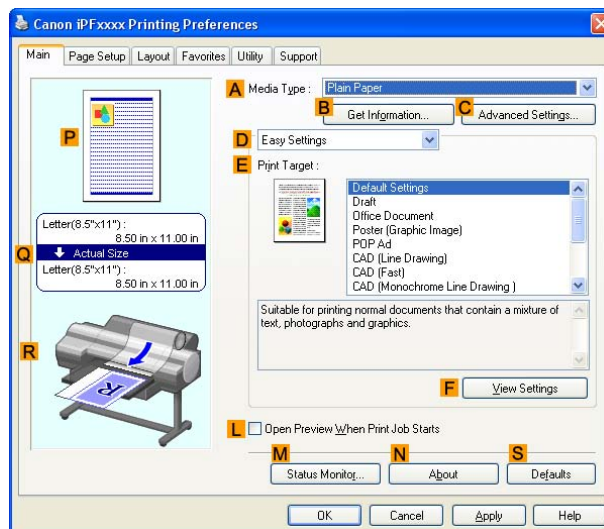 Canon iPFxxxx Printing Preferences
Main Page Setup Layout Favorites Utility Support
A Media Type : Plain Paper
B C
Get Information... Advanced Settings...
D Easy Settings
E Print Target :
P
Default Settings
Draft
Office Document
Poster (Graphic Image)
POP Ad
CAD (Line Drawing)
CAD (Fast)
CAD (Monochrome Line Drawing )
Letter(8.5"x11") :
8.50 in x 11.00 in
Q Actual Size
Letter(8.5"x11") :
8.50 in x 11.00 in
Suitable for printing normal documents that contain a mixture of
text, photographs and graphics.
R
R
F View Settings
L Open Preview When Print Job Starts
M N S
Status Monitor... About Defaults
OK Cancel Apply Help